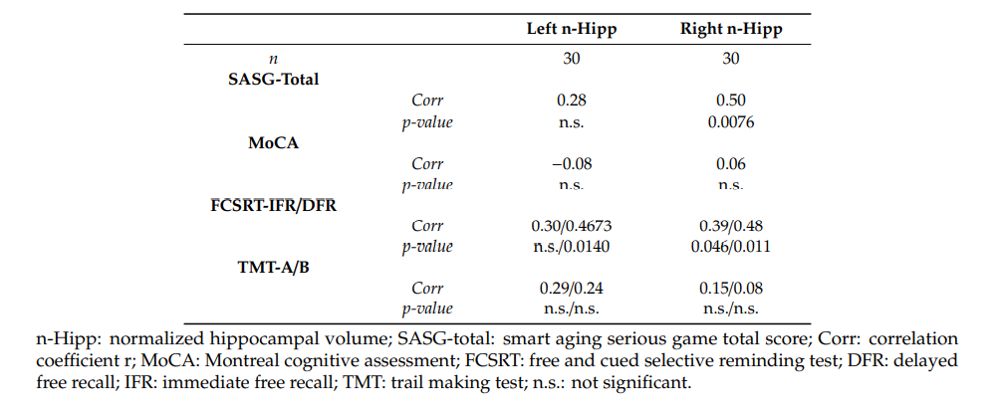 Left n-Hipp Right n-Hipp
n 30 30
SASG-Total
Corr 0.28 0.50
p-value n.s. 0.0076
MoCA
Corr −0.08 0.06
p-value n.s. n.s.
FCSRT-IFR/DFR
Corr 0.30/0.4673 0.39/0.48
p-value n.s./0.0140 0.046/0.011
TMT-A/B
Corr 0.29/0.24 0.15/0.08
p-value n.s./n.s. n.s./n.s.
n-Hipp: normalized hippocampal volume; SASG-total: smart aging serious game total score; Corr: correlation
coefficient r; MoCA: Montreal cognitive assessment; FCSRT: free and cued selective reminding test; DFR: delayed
free recall; IFR: immediate free recall; TMT: trail making test; n.s.: not significant.